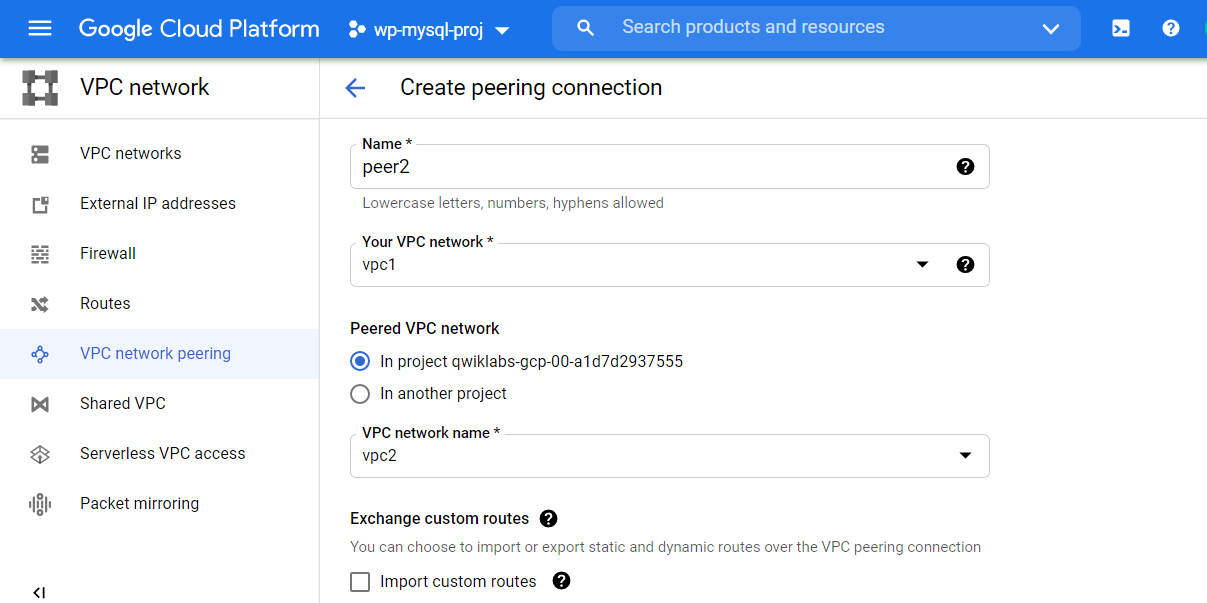 Google Cloud Platform
wp-mysql-proj
Search products and resources
VPC network
Create peering connection
VPC networks
External IP addresses
Firewall
Routes
VPC network peering
Shared VPC
Serverless VPC access
Packet mirroring
Name *
peer2
Lowercase letters, numbers, hyphens allowed
Your VPC network *
vpc1
Peered VPC network
In project qwiklabs-gcp-00-a1d7d2937555
In another project
VPC network name *
vpc2
Exchange custom routes
You can choose to import or export static and dynamic routes over the VPC peering connection
Import custom routes